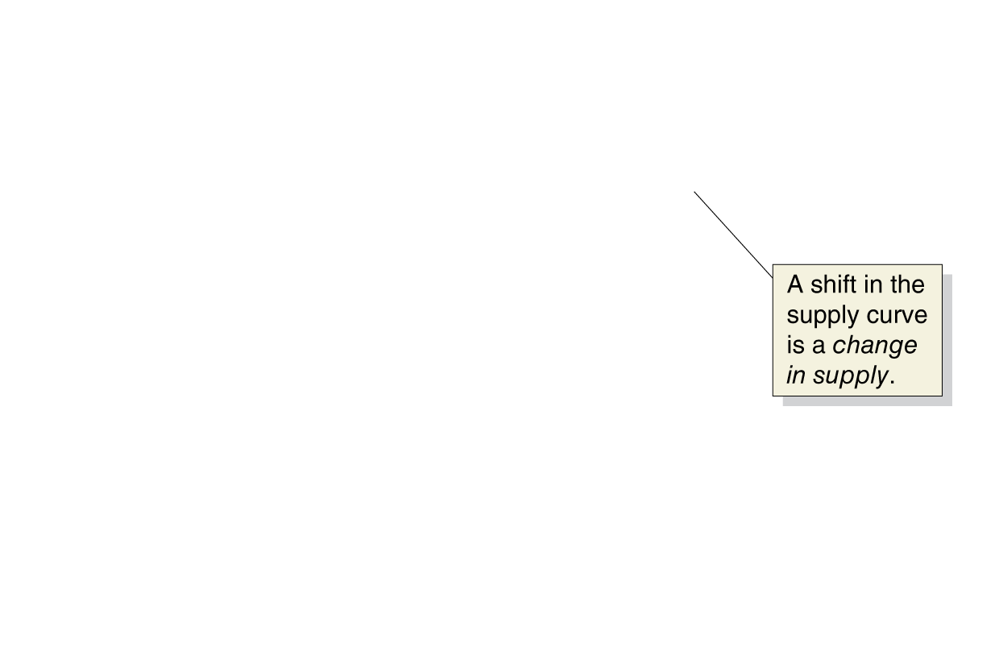 A shift in the
supply curve
is a change
in supply.